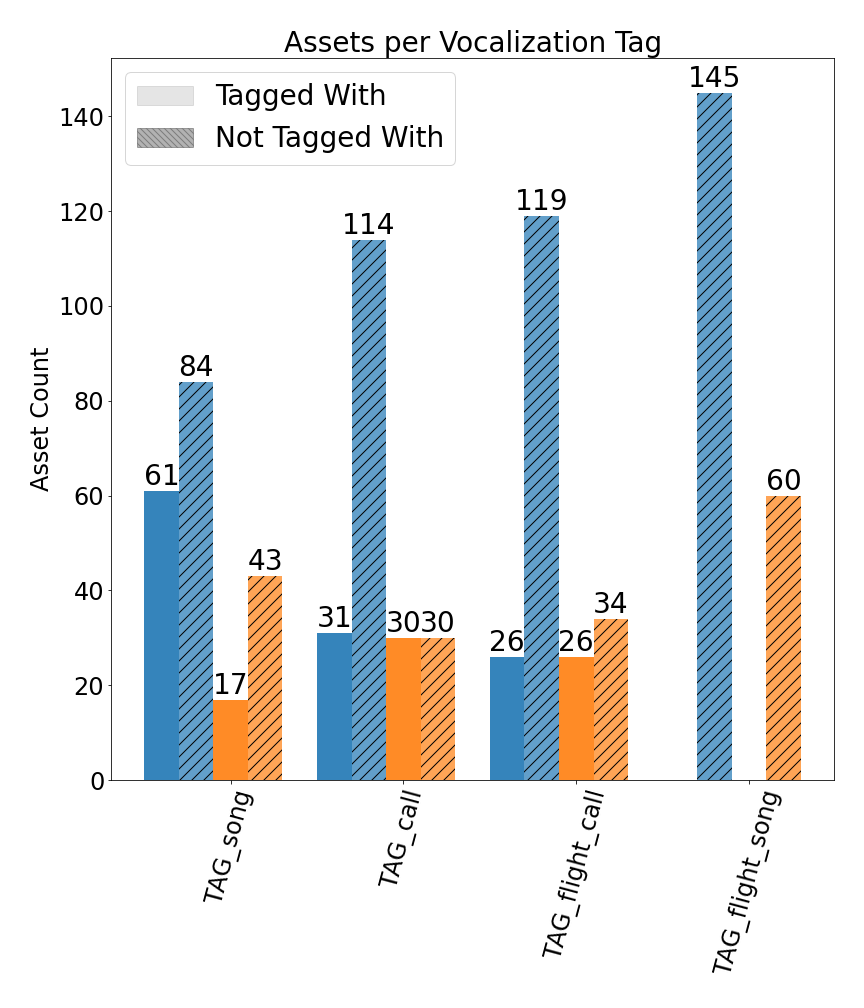 Assets per Vocalization Tag
Tagged With
Not Tagged With
Asset Count
140
120
100
80
60
40
20
0
61
84
17
43
31
114
30
30
26
119
26
34
145
60
TAG_song
TAG_call
TAG_flight_call
TAG_flight_song